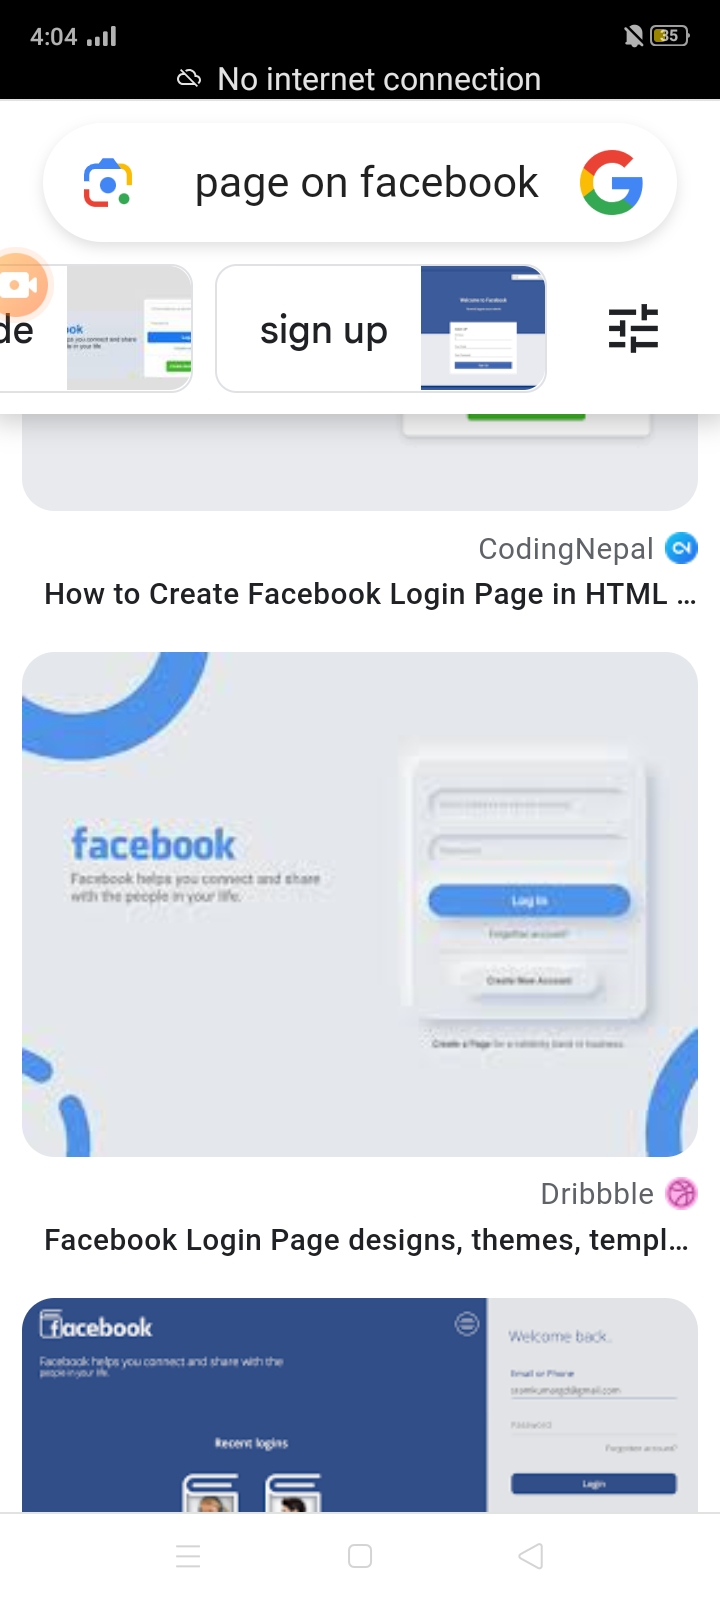 4:04
35
No internet connection
page on facebook
de
sign up
CodingNepal
How to Create Facebook Login Page in HTML ...
facebook
Facebook helps you connect and share
with the people in your life.
Log In
Forgotten account?
Create New Account
Create a Page for a celebrity, band or business.
Dribbble
Facebook Login Page designs, themes, templ...
facebook
Facebook helps you connect and share with the
people in your life.
Recent logins
Welcome back.
Email or Phone
Password
Forgotten account?
Login